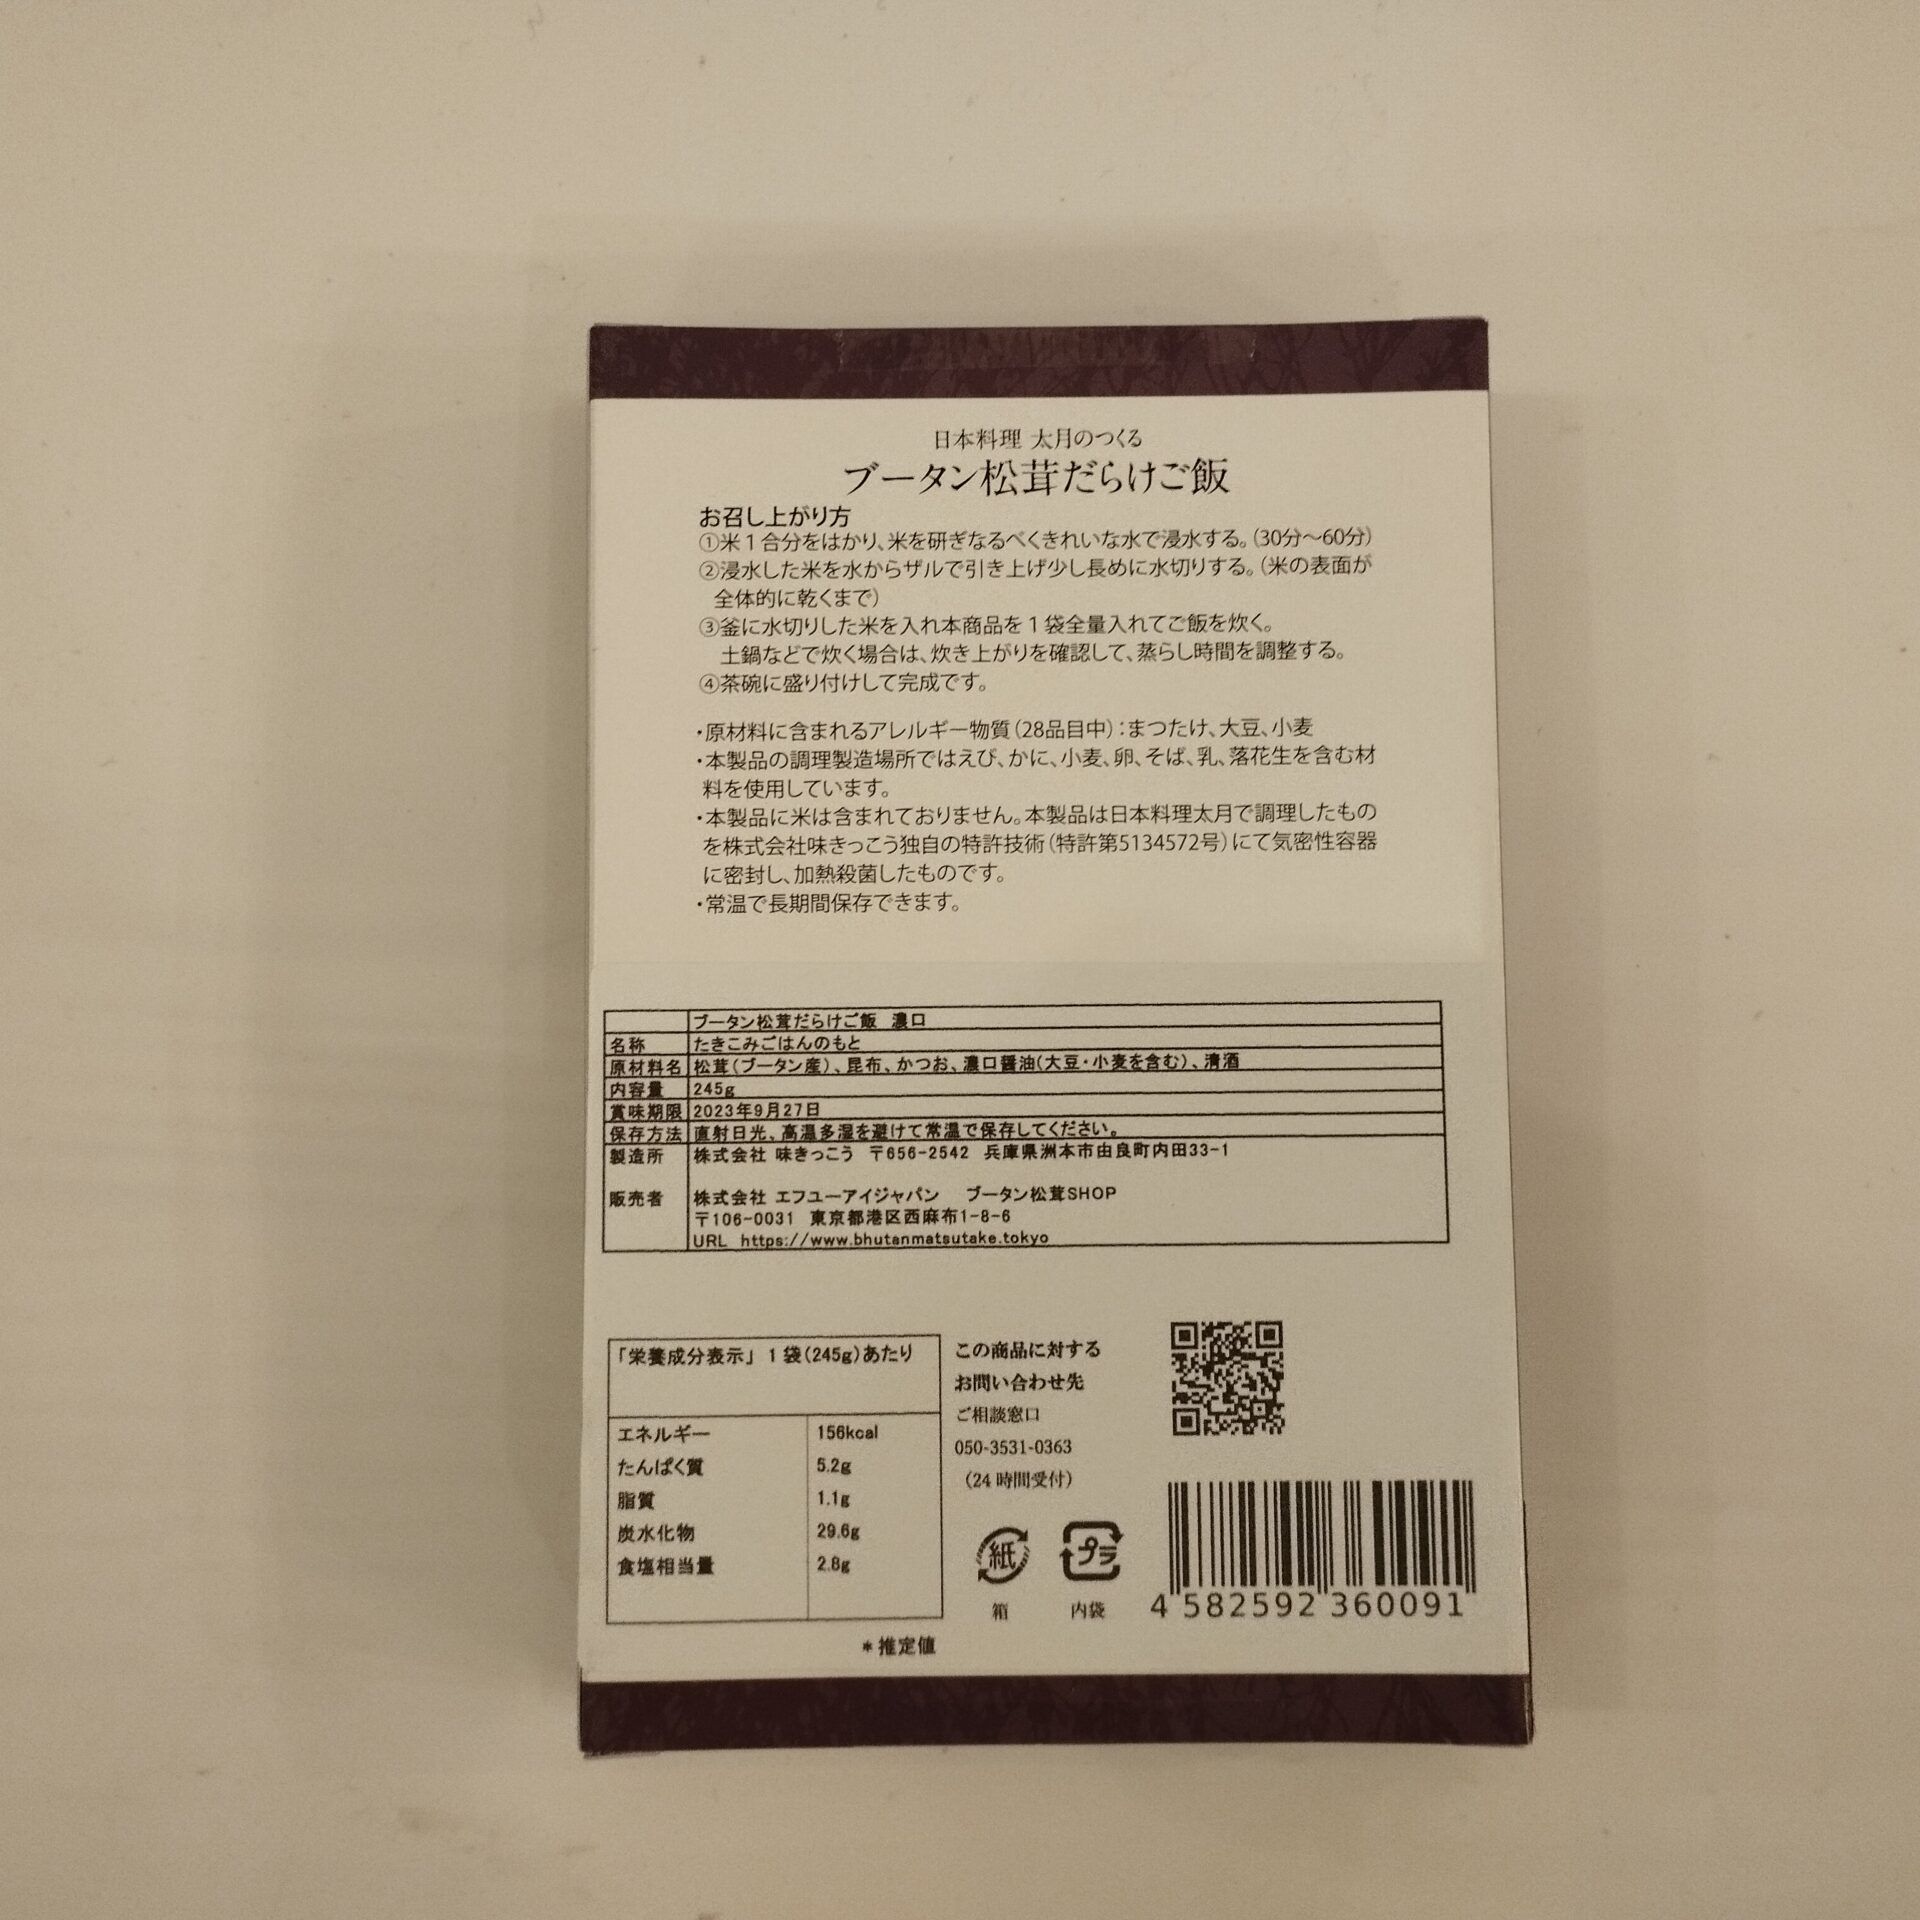 日本料理 太月のつくる
ブータン松茸だらけご飯
お召し上がり方
①米1合分をはかり、米を研ぎなるべくきれいな水で浸水する。(30分〜60分)
②浸水した米を水からザルで引き上げ少し長めに水切りする。(米の表面が
全体的に乾くまで)
③釜に水切りした米を入れ本商品を1袋全量入れてご飯を炊く。
土鍋などで炊く場合は、炊き上がりを確認して、蒸らし時間を調整する。
④茶碗に盛り付けして完成です。
・原材料に含まれるアレルギー物質(28品目中):まつたけ、大豆、小麦
・本製品の調理製造場所ではえび、かに、小麦、卵、そば、乳、落花生を含む材
料を使用しています。
・本製品に米は含まれておりません。本製品は日本料理太月で調理したもの
を株式会社味きっこう独自の特許技術(特許第5134572号)にて気密性容器
に密封し、加熱殺菌したものです。
・常温で長期間保存できます。
ブータン松茸だらけご飯 濃口
名称 たきこみごはんのもと
原材料名 松茸(ブータン産)、昆布、かつお、濃口醤油(大豆・小麦を含む)、清酒
内容量 245g
賞味期限 2023年9月27日
保存方法 直射日光、高温多湿を避けて常温で保存してください。
製造所 株式会社 味きっこう 〒656-2542 兵庫県洲本市由良町内田33-1
販売者 株式会社 エフユーアイジャパン ブータン松茸SHOP
〒106-0031 東京都港区西麻布1-8-6
URL https://www.bhutanmatsutake.tokyo
「栄養成分表示」1袋(245g)あたり
エネルギー 156kcal
たんぱく質 5.2g
脂質 1.1g
炭水化物 29.6g
食塩相当量 2.8g
*推定値
この商品に対する
お問い合わせ先
ご相談窓口
050-3531-0363
(24時間受付)
紙 プラ
箱 内袋
4 582592 360091